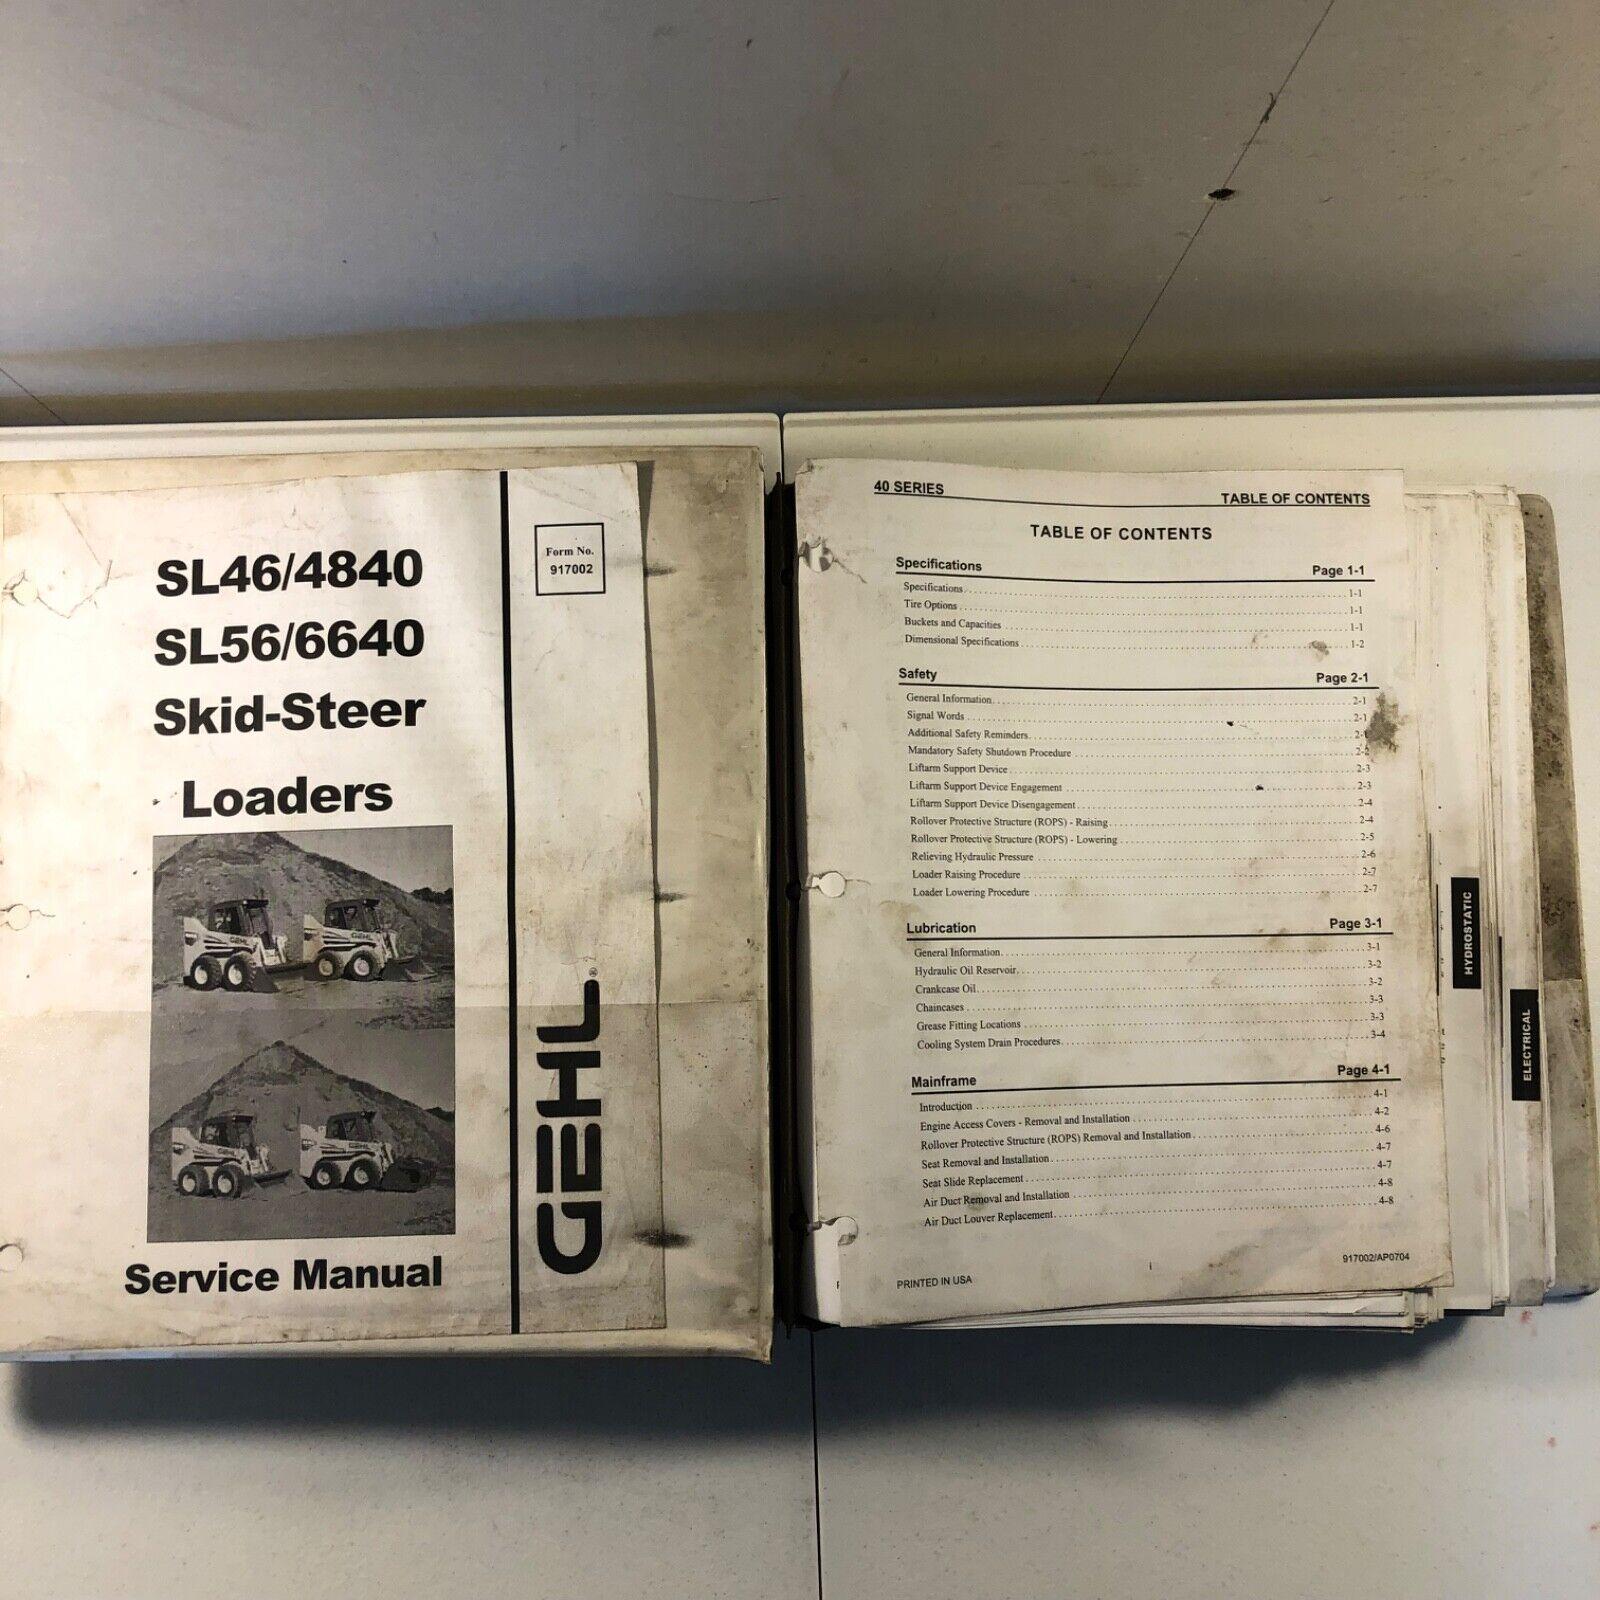 SL46/4840
SL56/6640
Skid-Steer
Loaders
Service Manual
Form No.
917002
GEHL®
40 SERIES
TABLE OF CONTENTS
TABLE OF CONTENTS
Specifications Page 1-1
Specifications 1-1
Tire Options 1-1
Buckets and Capacities 1-1
Dimensional Specifications 1-2
Safety Page 2-1
General Information 2-1
Signal Words 2-1
Additional Safety Reminders 2-1
Mandatory Safety Shutdown Procedure 2-2
Liftarm Support Device 2-3
Liftarm Support Device Engagement 2-3
Liftarm Support Device Disengagement 2-4
Rollover Protective Structure (ROPS) - Raising 2-4
Rollover Protective Structure (ROPS) - Lowering 2-5
Relieving Hydraulic Pressure 2-6
Loader Raising Procedure 2-7
Loader Lowering Procedure 2-7
Lubrication Page 3-1
General Information 3-1
Hydraulic Oil Reservoir 3-2
Crankcase Oil 3-2
Chaincases 3-3
Grease Fitting Locations 3-3
Cooling System Drain Procedures 3-4
Mainframe Page 4-1
Introduction 4-1
Engine Access Covers - Removal and Installation 4-2
Rollover Protective Structure (ROPS) Removal and Installation 4-6
Seat Removal and Installation 4-7
Seat Slide Replacement 4-7
Air Duct Removal and Installation 4-8
Air Duct Louver Replacement 4-8
PRINTED IN USA
i
917002/AP0704
HYDROSTATIC
ELECTRICAL
GEHL
GEHL
GEHL